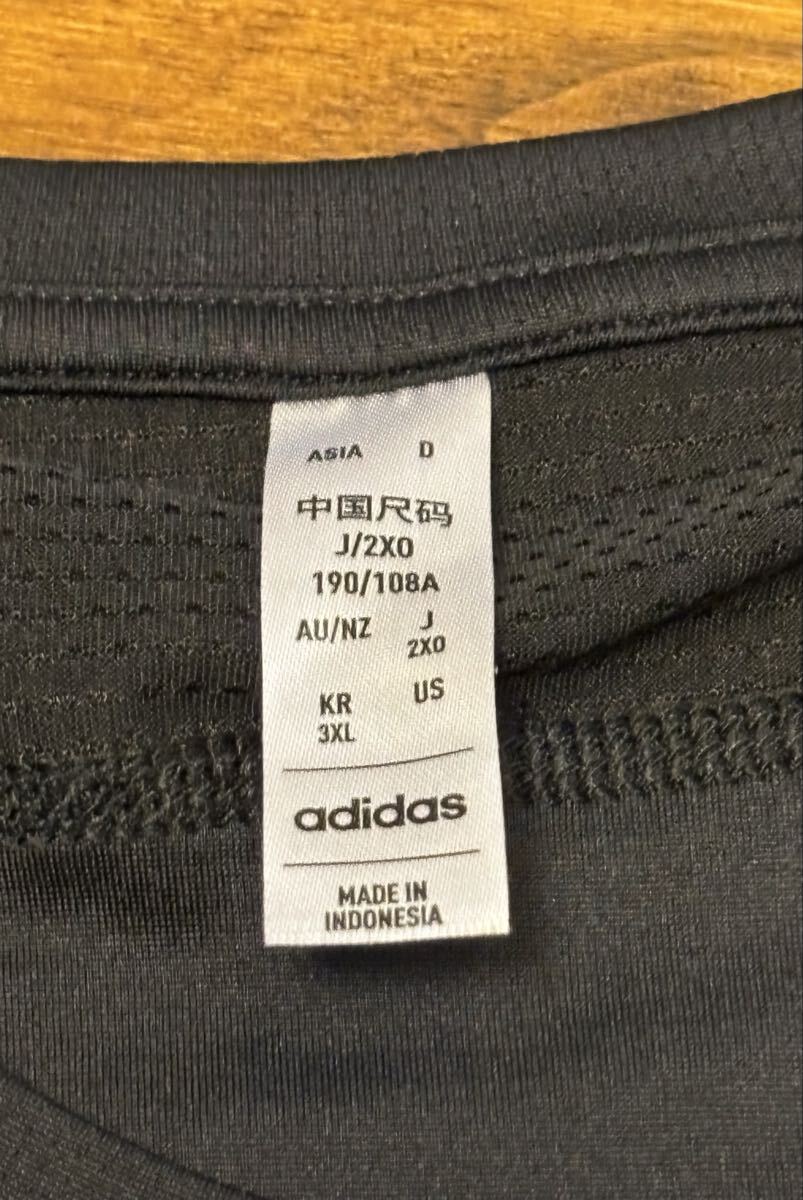 ASIA D
中国尺码
J/2XO
190/108A
AU/NZ J
2XO
KR US
3XL
adidas
MADE IN
INDONESIA